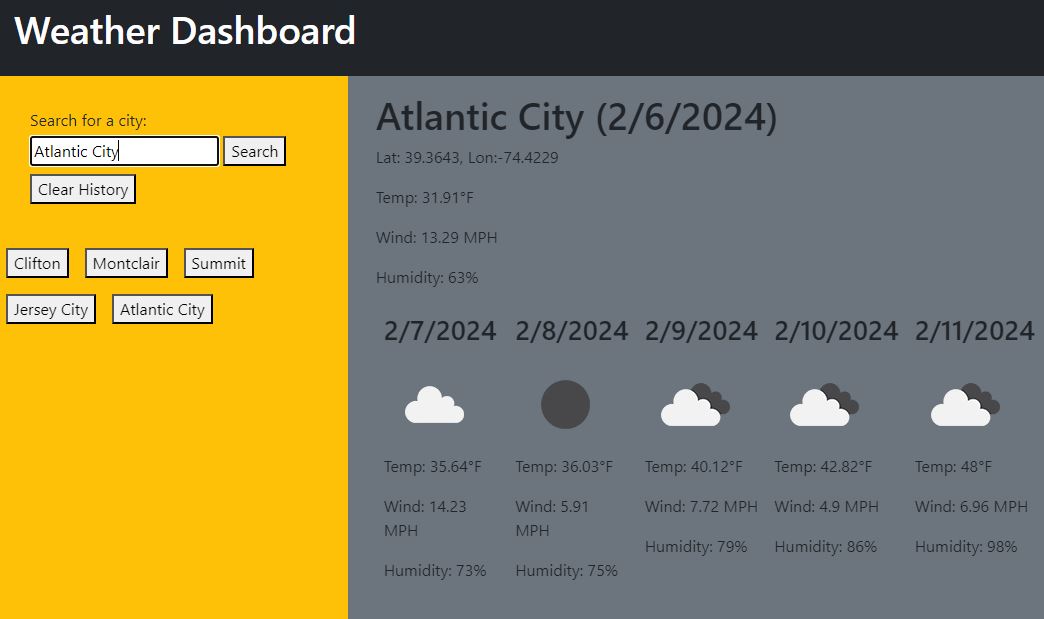 Weather Dashboard
Search for a city:
Atlantic City
Search
Clear History
Clifton
Montclair
Summit
Jersey City
Atlantic City
Atlantic City (2/6/2024)
Lat: 39.3643, Lon:-74.4229
Temp: 31.91°F
Wind: 13.29 MPH
Humidity: 63%
2/7/2024
Temp: 35.64°F
Wind: 14.23
MPH
Humidity: 73%
2/8/2024
Temp: 36.03°F
Wind: 5.91
MPH
Humidity: 75%
2/9/2024
Temp: 40.12°F
Wind: 7.72 MPH
Humidity: 79%
2/10/2024
Temp: 42.82°F
Wind: 4.9 MPH
Humidity: 86%
2/11/2024
Temp: 48°F
Wind: 6.96 MPH
Humidity: 98%